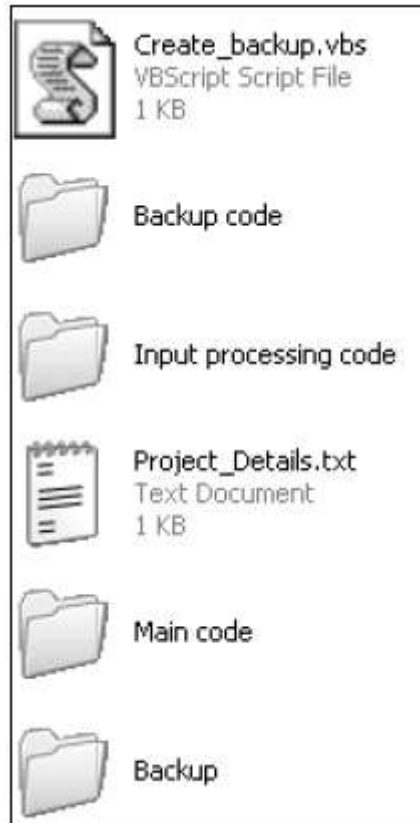 Create_backup.vbs
VBScript Script File
1 KB
Backup code
Input processing code
Project_Details.txt
Text Document
1 KB
Main code
Backup